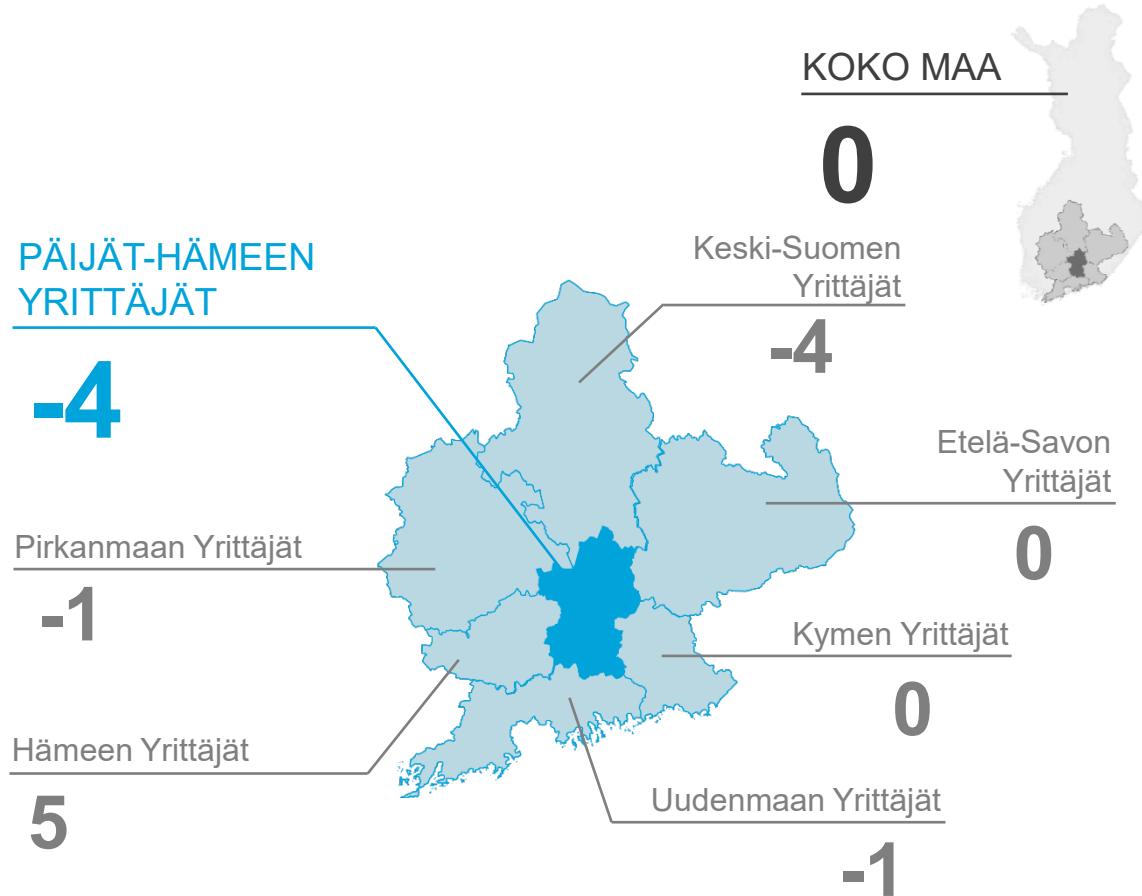 KOKO MAA
0
PÄIJÄT-HÄMEEN
YRITTÄJÄT
-4
Keski-Suomen
Yrittäjät
-4
Etelä-Savon
Yrittäjät
0
Pirkanmaan Yrittäjät
-1
Kymen Yrittäjät
0
Hämeen Yrittäjät
5
Uudenmaan Yrittäjät
-1